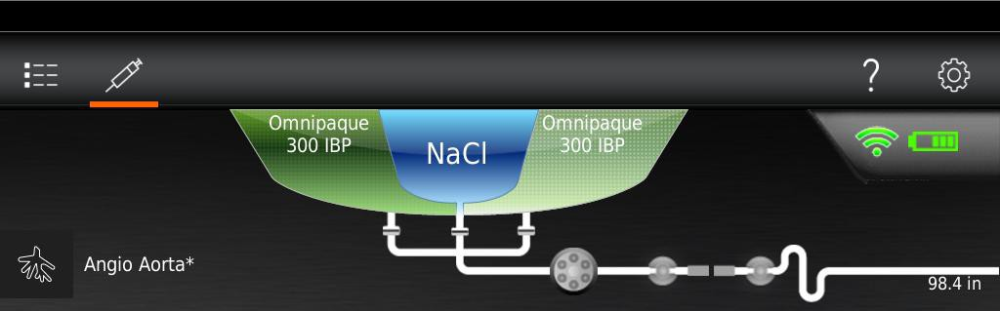 ?
Omnipaque
300 IBP
NaCl
Omnipaque
300 IBP
Angio Aorta*
98.4 in